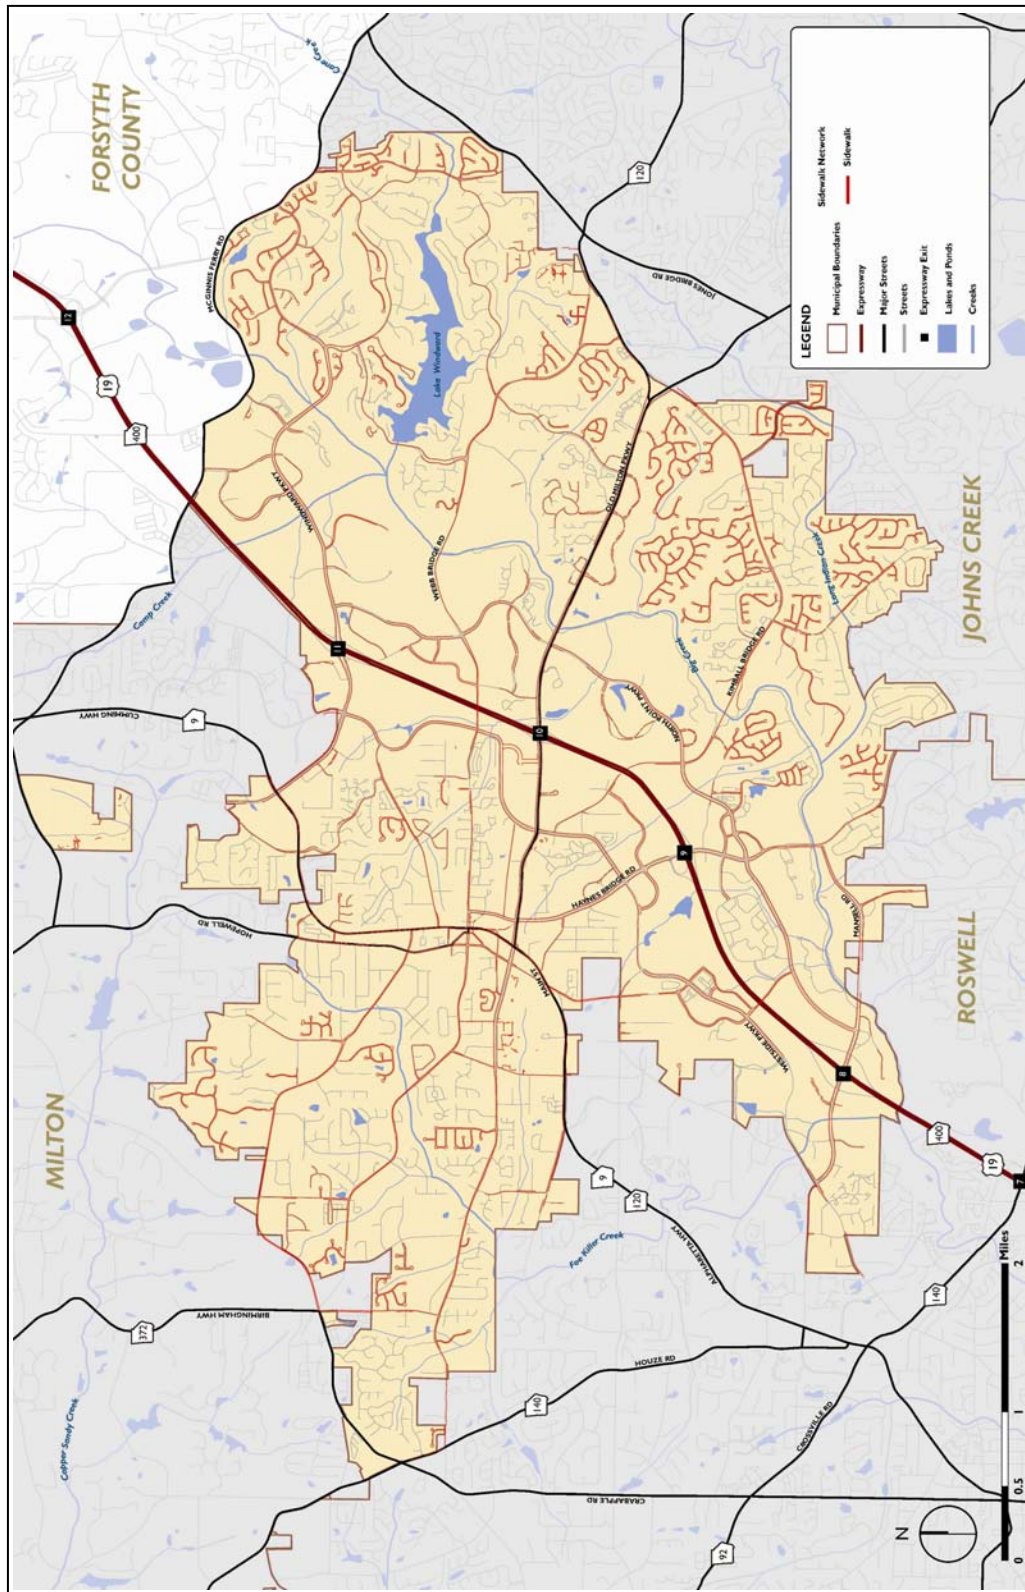 FORSYTH
COUNTY
MILTON
JOHNS CREEK
ROSWELL
Camp Creek
Lake Windward
Long Indian Creek
Big Creek
Foe Killer Creek
Copper Sandy Creek
MCGINNIS FERRY RD
WINDWARD PKWY
WEBB BRIDGE RD
OLD MILTON PKWY
JONES BRIDGE RD
KIMBALL BRIDGE RD
NORTH POINT PKWY
HAYNES BRIDGE RD
MANSELL RD
WESTSIDE PKWY
MAIN ST
CUMMING HWY
HOPEWELL RD
BIRMINGHAM HWY
ALPHARETTA HWY
HOUZE RD
CROSSVILLE RD
CRABAPPLE RD
12
19
400
11
10
9
8
400
19
7
120
9
9
120
372
140
140
92
LEGEND
Municipal Boundaries
Expressway
Major Streets
Streets
Expressway Exit
Lakes and Ponds
Creeks
Sidewalk Network
Sidewalk
N
0 0.5 1 2
Miles